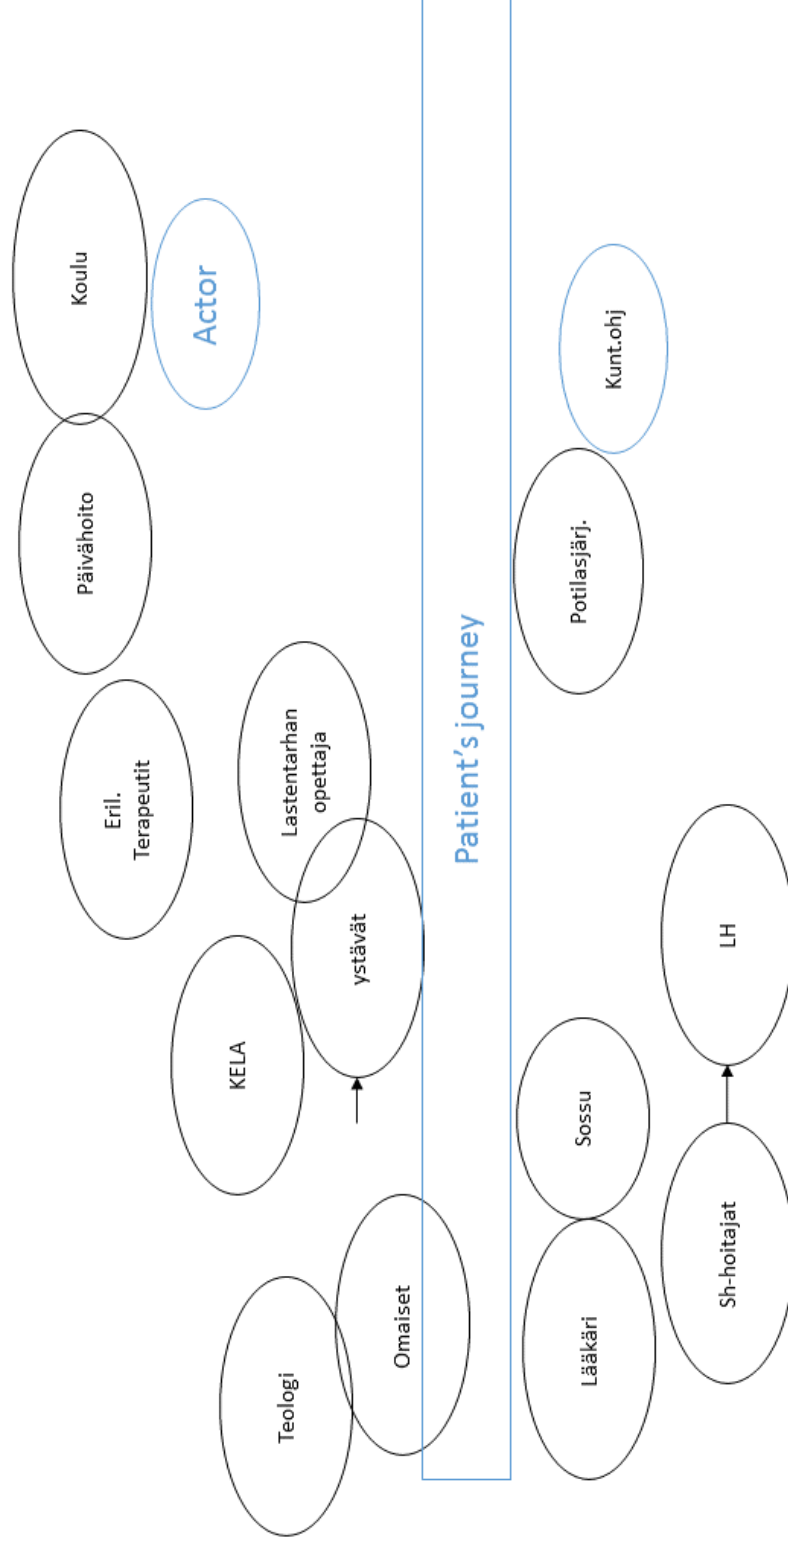 Päivähoito
Koulu
Eril.
Terapeutit
Actor
KELA
Teologi
Lastentarhan
opettaja
ystävät
Omaiset
Patient’s journey
Lääkäri
Sossu
Potilasjärj.
Kunt.ohj
Sh-hoitajat
LH